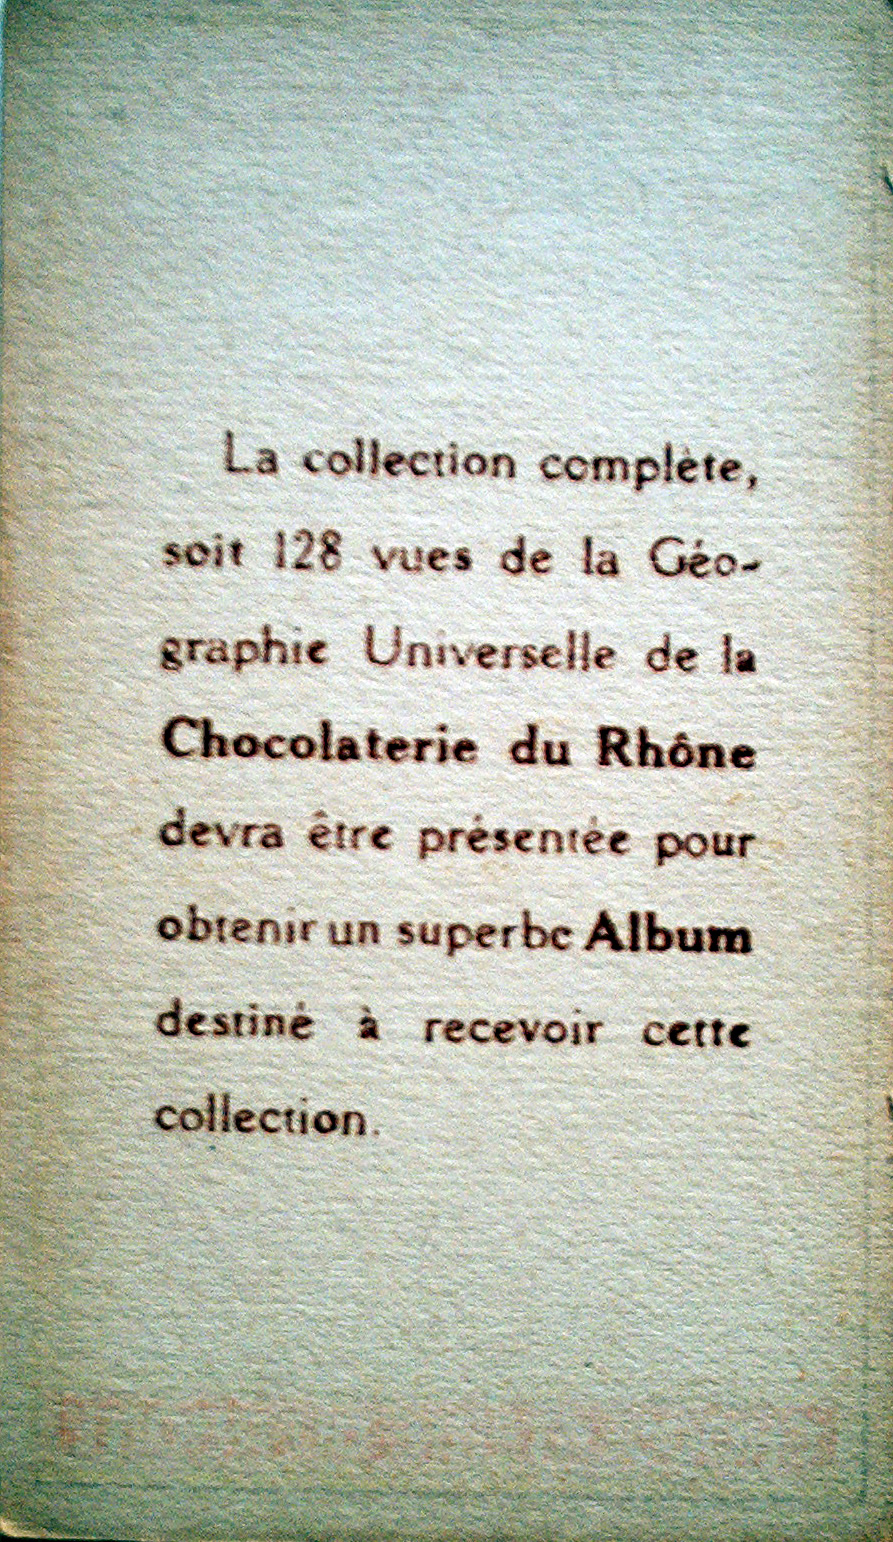 La collection complète,
soit 128 vues de la Géo-
graphie Universelle de la
Chocolaterie du Rhône
devra être présentée pour
obtenir un superbe Album
destiné à recevoir cette
collection.